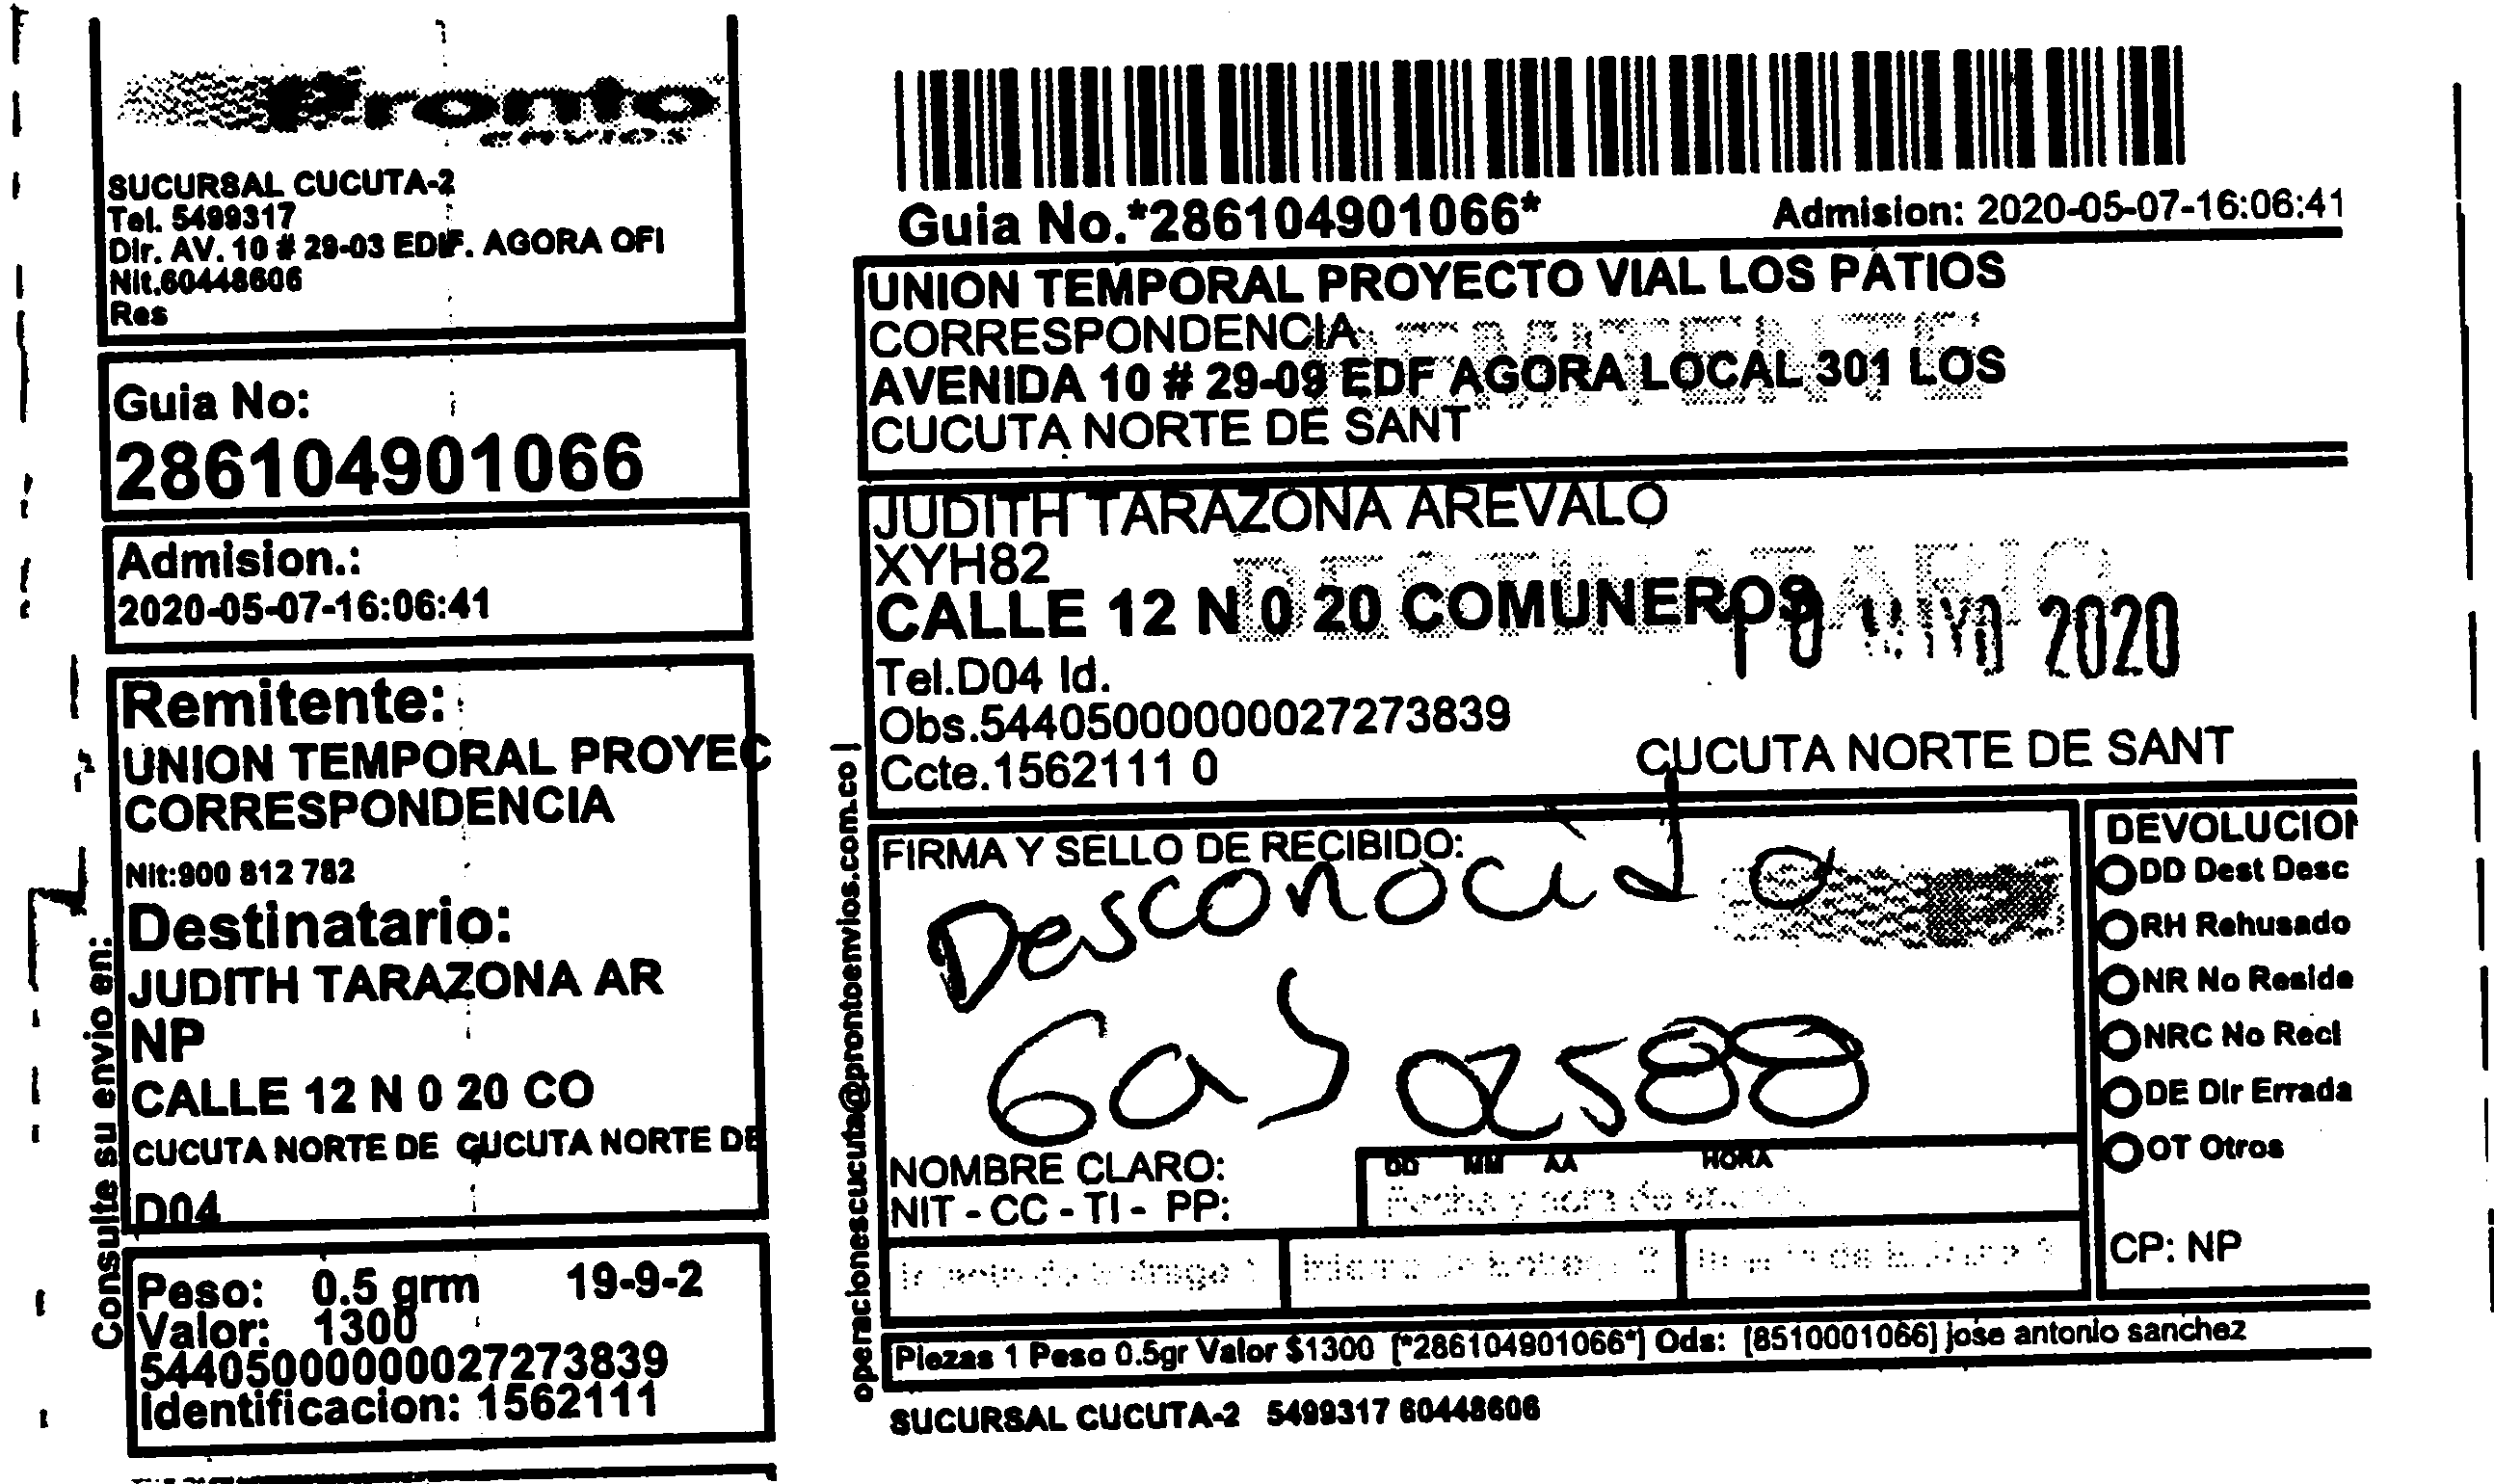 Pronto
envios
SUCURSAL CUCUTA-2
Tel. 5499317
Dir. AV. 10 # 29-03 EDIF. AGORA OFI
Nit.60448606
Res
Guia No:
286104901066
Admision.:
2020-05-07-16:06:41
Remitente:
UNION TEMPORAL PROYEC
CORRESPONDENCIA
Nit:900 812 782
Destinatario:
JUDITH TARAZONA AR
NP
CALLE 12 N 0 20 CO
CUCUTA NORTE DE CUCUTA NORTE DE
D04
Peso: 0.5 grm 19-9-2
Valor: 1300
544050000000027273839
Identificacion: 1562111
Consulte su envio en:
operacionescucuta@prontoenvios.com.co |
Guia No.*286104901066*
Admision: 2020-05-07-16:06:41
UNION TEMPORAL PROYECTO VIAL LOS PATIOS
CORRESPONDENCIA
AVENIDA 10 # 29-09 EDF AGORA LOCAL 301 LOS
CUCUTA NORTE DE SANT
REMITENTE
JUDITH TARAZONA AREVALO
XYH82
CALLE 12 N 0 20 COMUNEROS
DESTINATARIO
2020
Tel.D04 Id.
Obs.544050000000027273839
Ccte.1562111 0
CUCUTA NORTE DE SANT
FIRMA Y SELLO DE RECIBIDO:
Desconocido
Gas 02588
NOMBRE CLARO:
NIT - CC - TI - PP:
DD MM AA HORA
DEVOLUCION
DD Dest Desc
RH Rehusado
NR No Reside
NRC No Recl
DE Dir Errada
OT Otros
CP: NP
Piezas 1 Peso 0.5gr Valor $1300 [*286104901066*] Ods: [8510001066] jose antonio sanchez
SUCURSAL CUCUTA-2 5499317 60448606